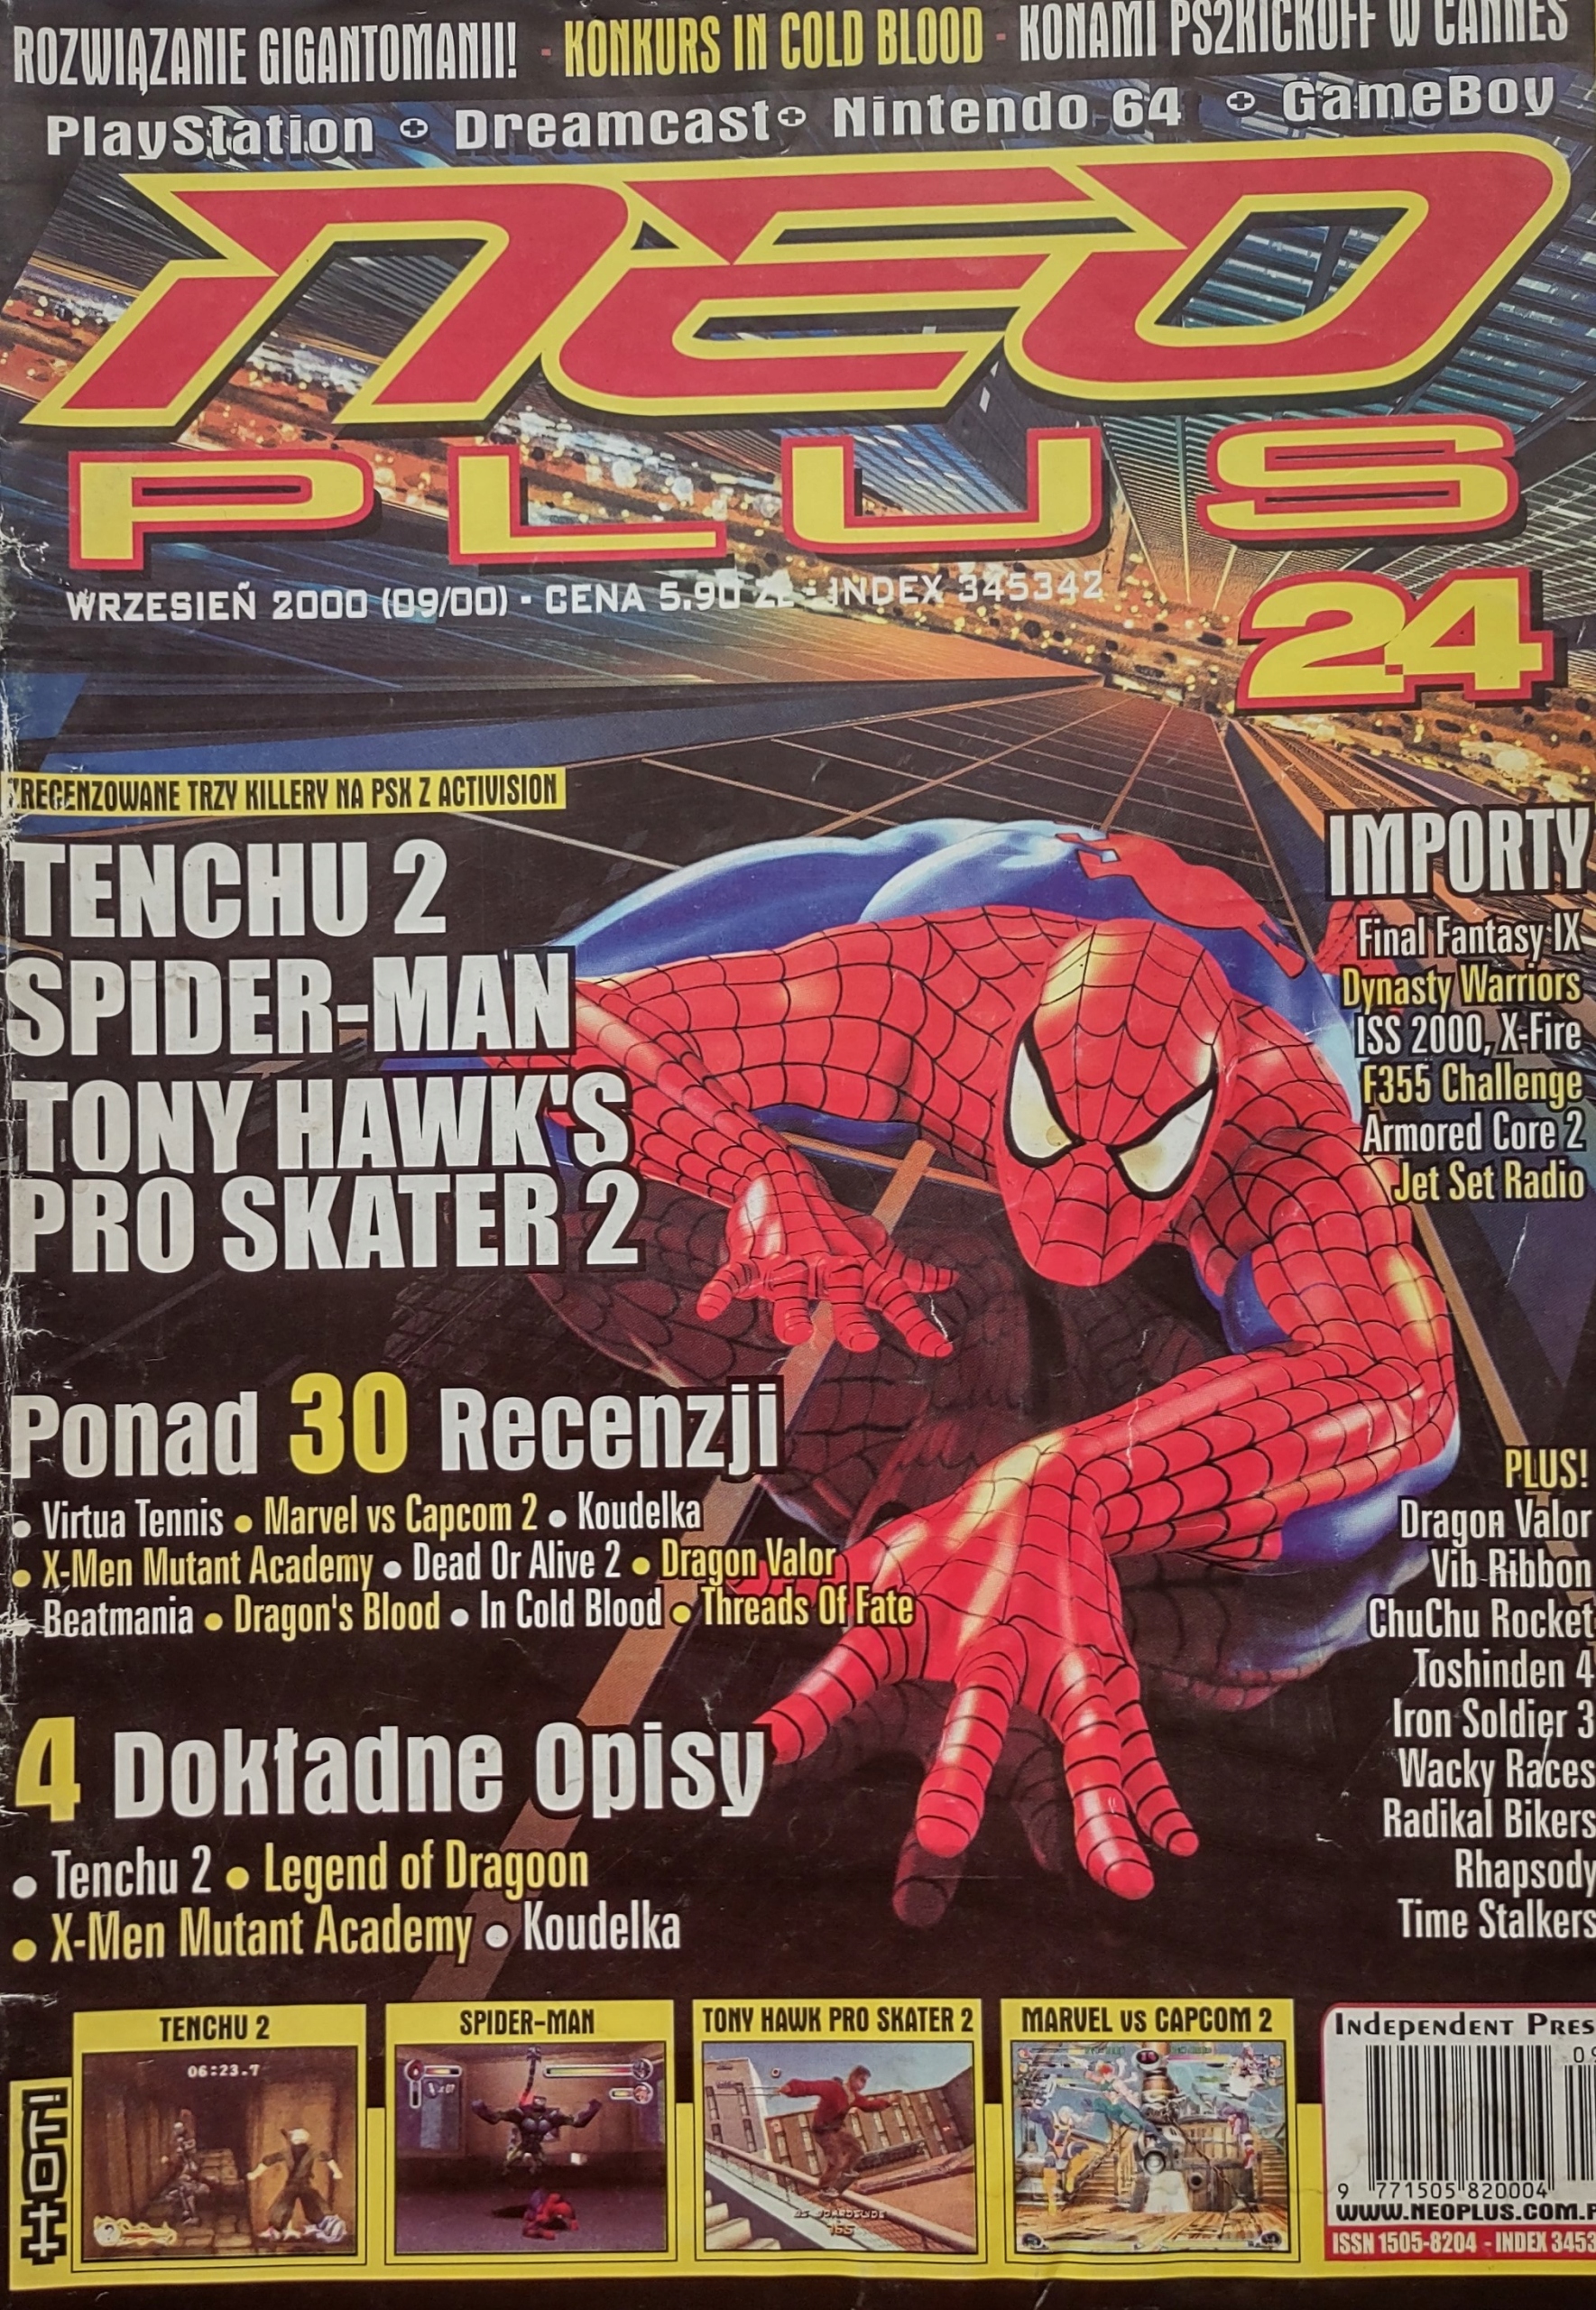 ROZWIĄZANIE GIGANTOMANII! - KONKURS IN COLD BLOOD - KONAMI PS2KICKOFF W CANNES
PlayStation + Dreamcast + Nintendo 64 + GameBoy
NEO
PLUS
WRZESIEŃ 2000 (09/00) - CENA 5.90 ZŁ - INDEX 345342
24
ZRECENZOWANE TRZY KILLERY NA PSX Z ACTIVISION
TENCHU 2
SPIDER-MAN
TONY HAWK'S
PRO SKATER 2
IMPORTY
Final Fantasy IX
Dynasty Warriors
ISS 2000, X-Fire
F355 Challenge
Armored Core 2
Jet Set Radio
Ponad 30 Recenzji
• Virtua Tennis • Marvel vs Capcom 2 • Koudelka
• X-Men Mutant Academy • Dead Or Alive 2 • Dragon Valor
• Beatmania • Dragon's Blood • In Cold Blood • Threads Of Fate
PLUS!
Dragon Valor
Vib Ribbon
ChuChu Rocket
Toshinden 4
Iron Soldier 3
Wacky Races
Radikal Bikers
Rhapsody
Time Stalkers
4 Dokładne Opisy
• Tenchu 2 • Legend of Dragoon
• X-Men Mutant Academy • Koudelka
TENCHU 2
06:23.7
SPIDER-MAN
TONY HAWK PRO SKATER 2
BS BOARDSLIDE
MARVEL vs CAPCOM 2
Independent Pres
09
9 771505 820004
WWW.NEOPLUS.COM.
ISSN 1505-8204 - INDEX 3453